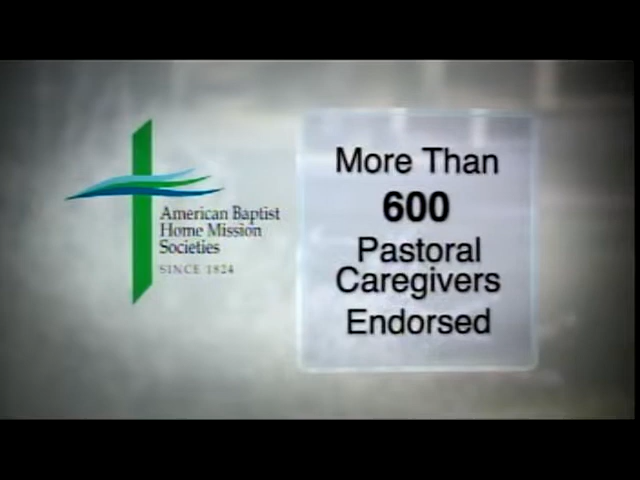 American Baptist
Home Mission
Societies
SINCE 1824
More Than
600
Pastoral
Caregivers
Endorsed